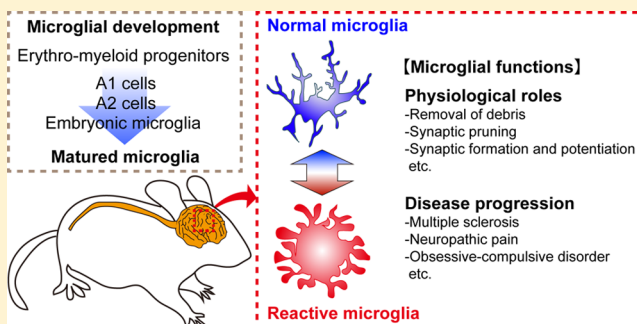 Microglial development
Erythro-myeloid progenitors
A1 cells
A2 cells
Embryonic microglia
Matured microglia
Normal microglia
Reactive microglia
【Microglial functions】
Physiological roles
-Removal of debris
-Synaptic pruning
-Synaptic formation and potentiation
etc.
Disease progression
-Multiple sclerosis
-Neuropathic pain
-Obsessive-compulsive disorder
etc.